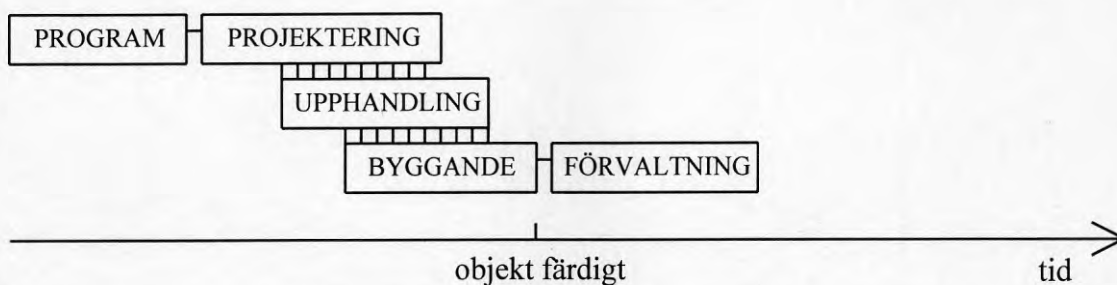 PROGRAM PROJEKTERING
UPPHANDLING
BYGGANDE FÖRVALTNING
objekt färdigt tid